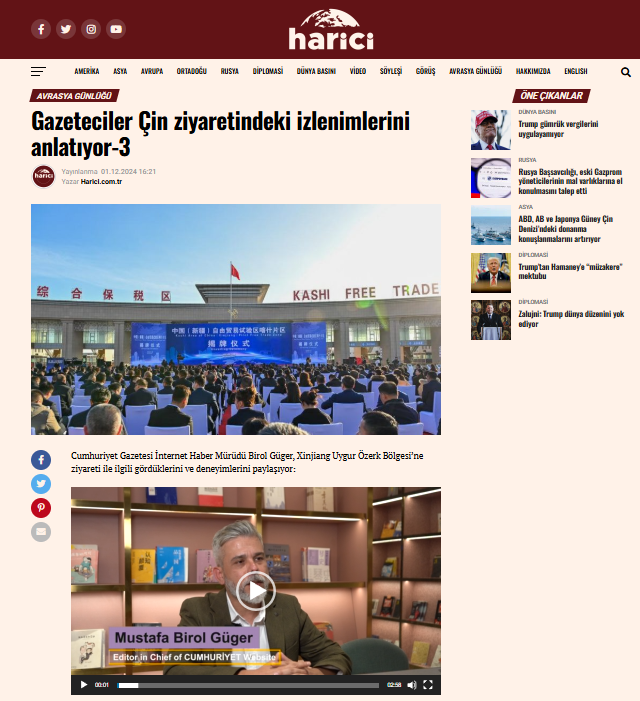 harici
AMERİKA ASYA AVRUPA ORTADOĞU RUSYA DİPLOMASİ DÜNYA BASINI VİDEO SÖYLEŞİ GÖRÜŞ AVRASYA GÜNLÜĞÜ HAKKIMIZDA ENGLISH
AVRASYA GÜNLÜĞÜ
Gazeteciler Çin ziyaretindeki izlenimlerini
anlatıyor-3
harici
Yayınlanma 01.12.2024 16:21
Yazar Harici.com.tr
综合保税区
KASHI FREE TRADE
中国(新疆)自由贸易试验区喀什片区
揭牌仪式
Cumhuriyet Gazetesi İnternet Haber Mürüdü Birol Güger, Xinjiang Uygur Özerk Bölgesi'ne
ziyareti ile ilgili gördüklerini ve deneyimlerini paylaşıyor:
Mustafa Birol Güger
Editor in Chief of CUMHURİYET Website
00:01 02:58
ÖNE ÇIKANLAR
DÜNYA BASINI
Trump gümrük vergilerini
uygulayamıyor
RUSYA
Rusya Başsavcılığı, eski Gazprom
yöneticilerinin mal varlıklarına el
konulmasını talep etti
ASYA
ABD, AB ve Japonya Güney Çin
Denizi'ndeki donanma
konuşlanmalarını artırıyor
DİPLOMASİ
Trump'tan Hamaney'e "müzakere"
mektubu
DİPLOMASİ
Zalujni: Trump dünya düzenini yok
ediyor